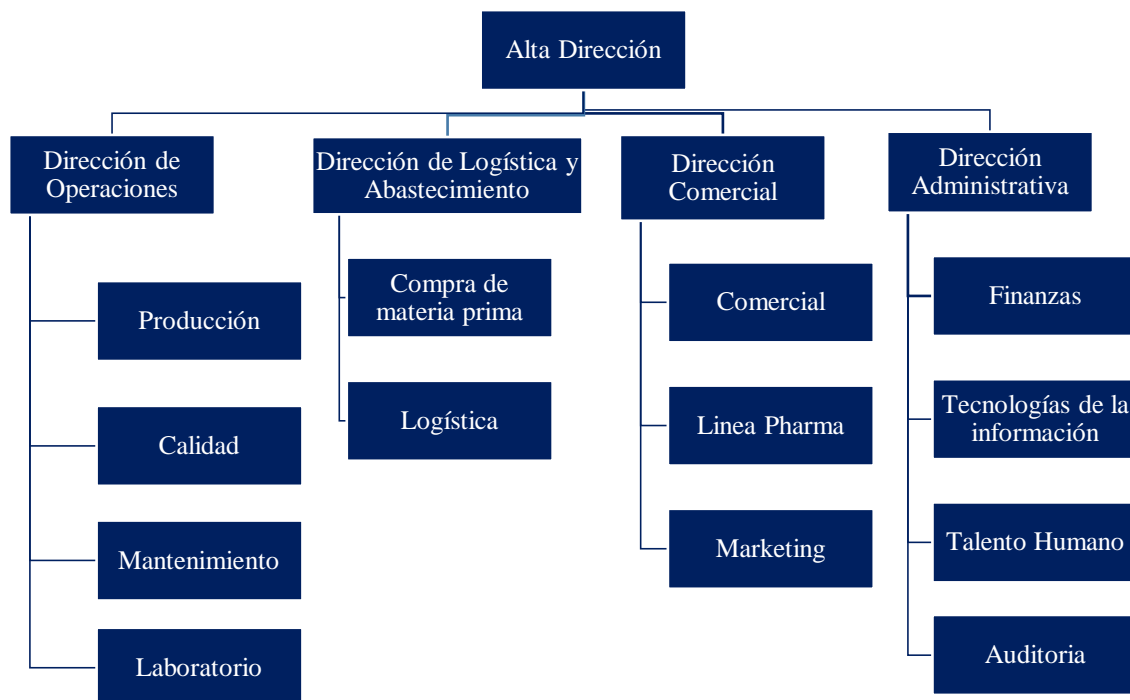 Alta Dirección
Dirección de
Operaciones
Dirección de Logística y
Abastecimiento
Dirección
Comercial
Dirección
Administrativa
Producción
Calidad
Mantenimiento
Laboratorio
Compra de
materia prima
Logística
Comercial
Linea Pharma
Marketing
Finanzas
Tecnologías de la
información
Talento Humano
Auditoria